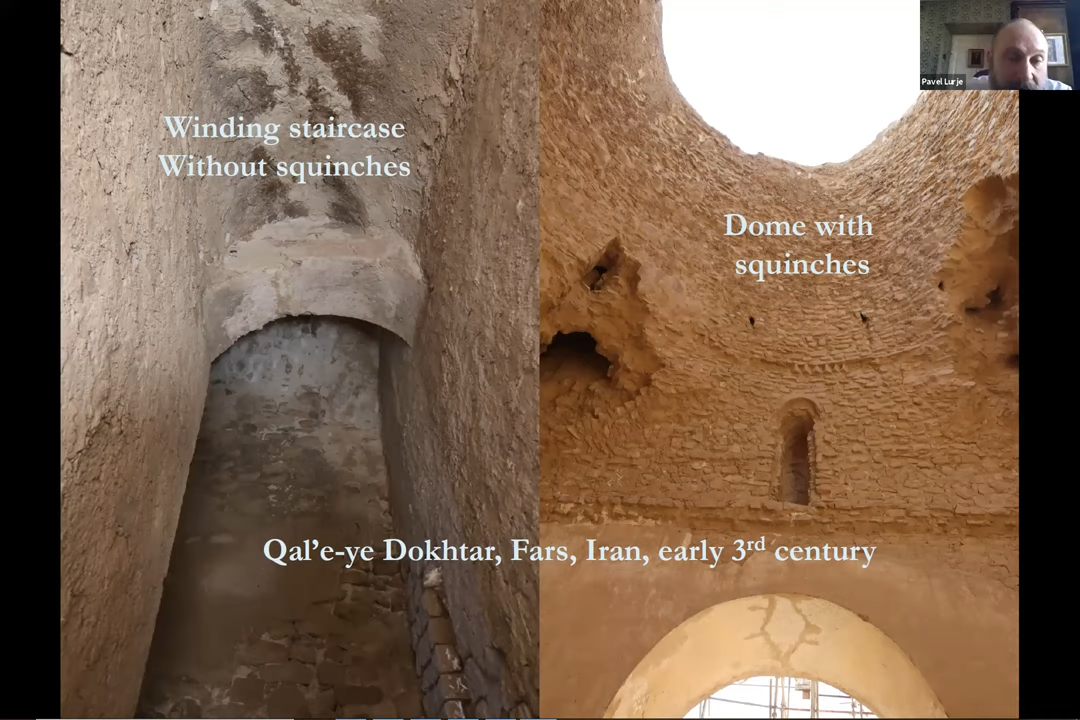 Pavel Lurje
Winding staircase
Without squinches
Dome with
squinches
Qal’e-ye Dokhtar, Fars, Iran, early 3rd century